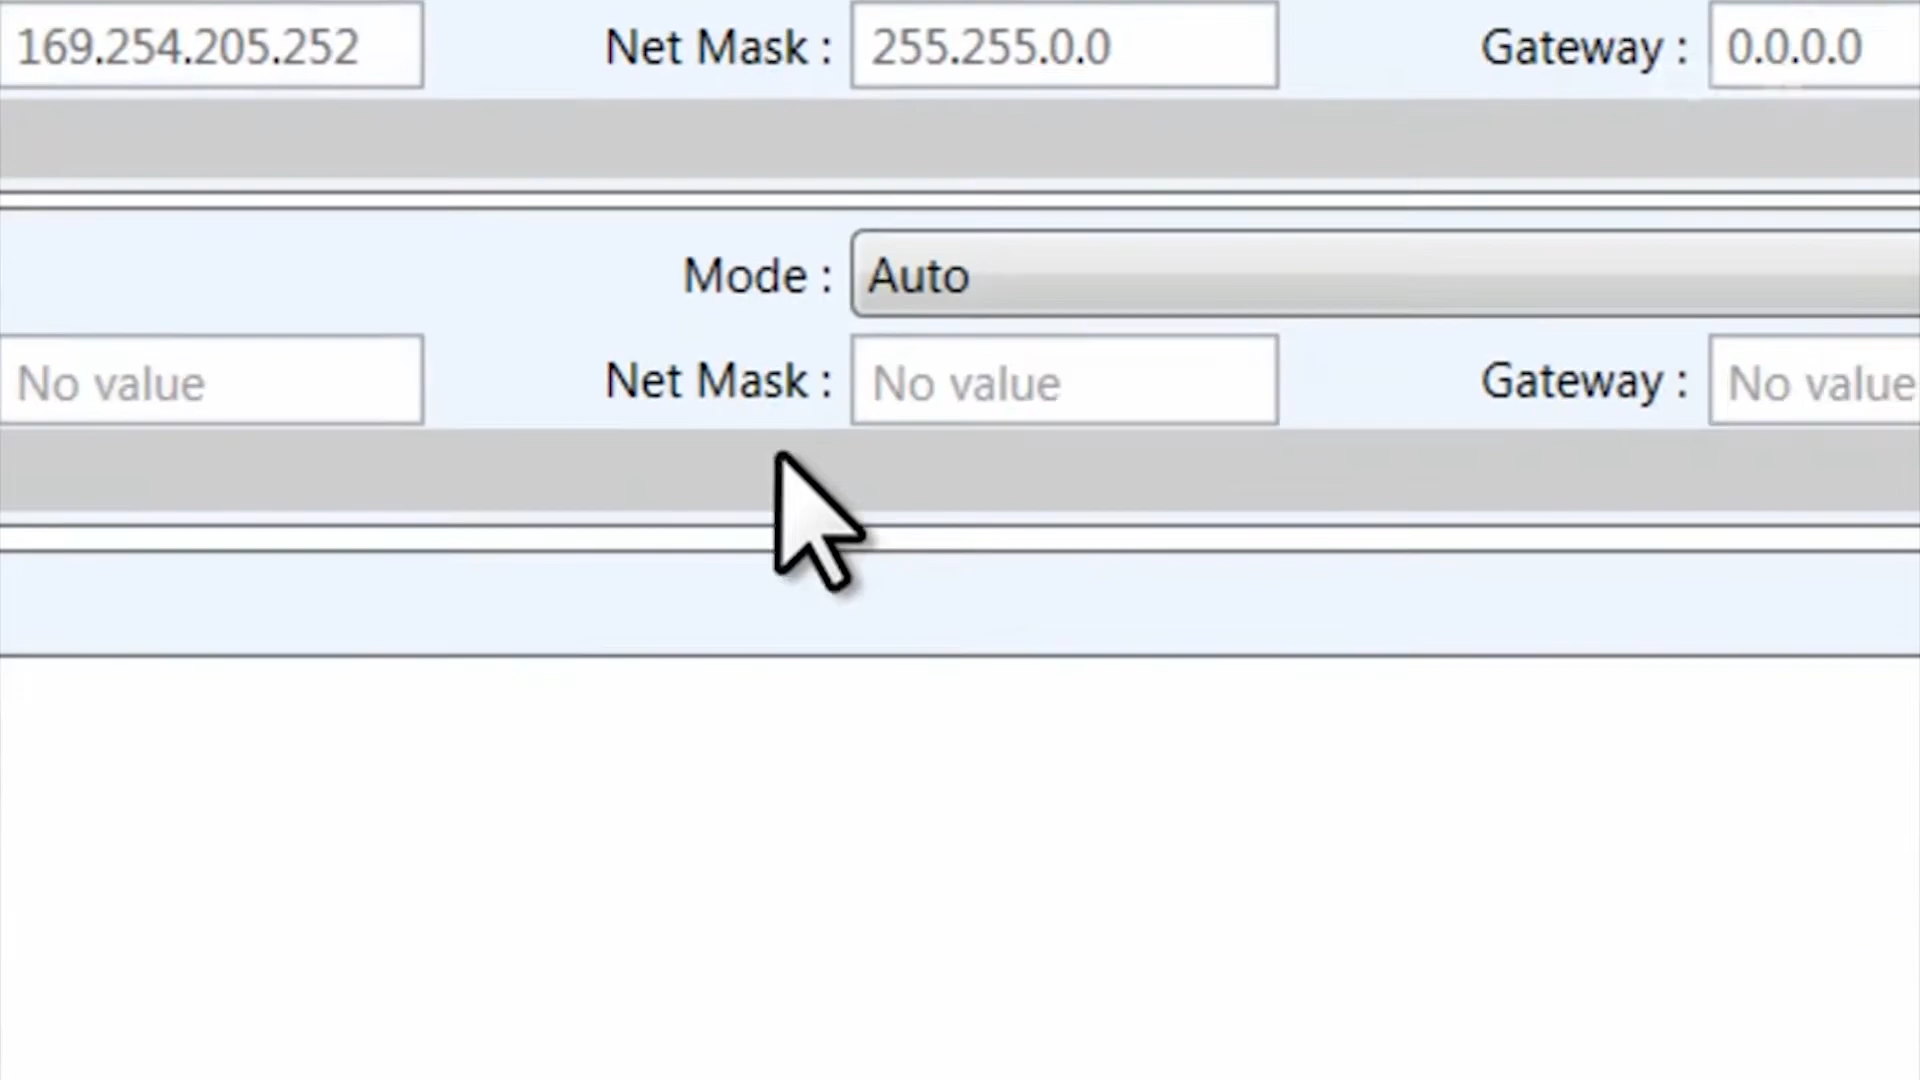 169.254.205.252 Net Mask : 255.255.0.0 Gateway : 0.0.0.0
Mode : Auto
No value Net Mask : No value Gateway : No value